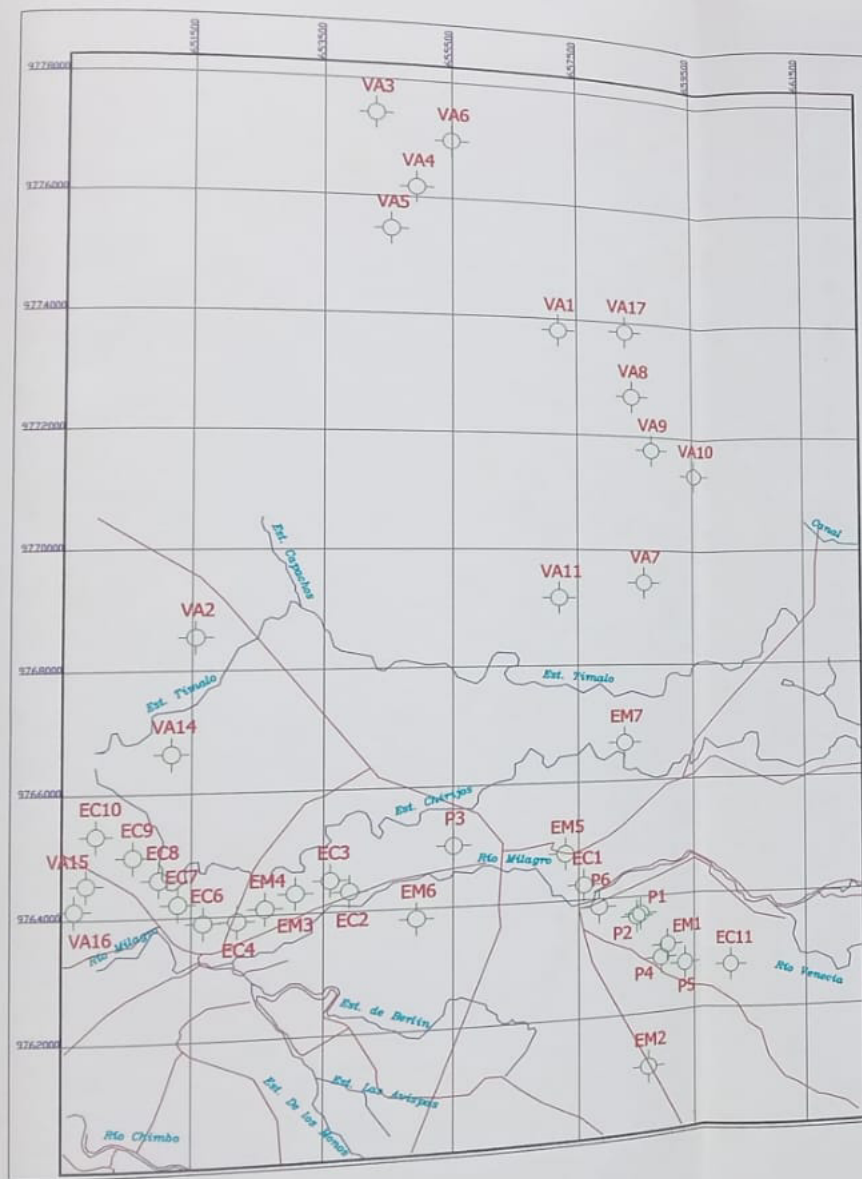 651500
653500
655500
657500
659500
661500
9778000
VA3
VA6
VA4
9776000
VA5
9774000
VA1
VA17
VA8
9772000
VA9
VA10
Est. Capachos
Canal
9770000
VA11
VA7
VA2
9768000
Est. Timalo
Est. Timalo
VA14
EM7
9766000
Est. Chirijos
EC10
EC9
P3
EM5
EC8
EC3
Río Milagro
EC1
VA15
EC7
EM4
P6
EC6
EC2
EM6
P1
9764000
VA16
EC4
EM3
P2
EM1
EC11
Río Milagro
P4
P5
Río Venecia
Est. de Berlin
9762000
EM2
Est. Las Avispas
Est. De los Monos
Río Chimbo